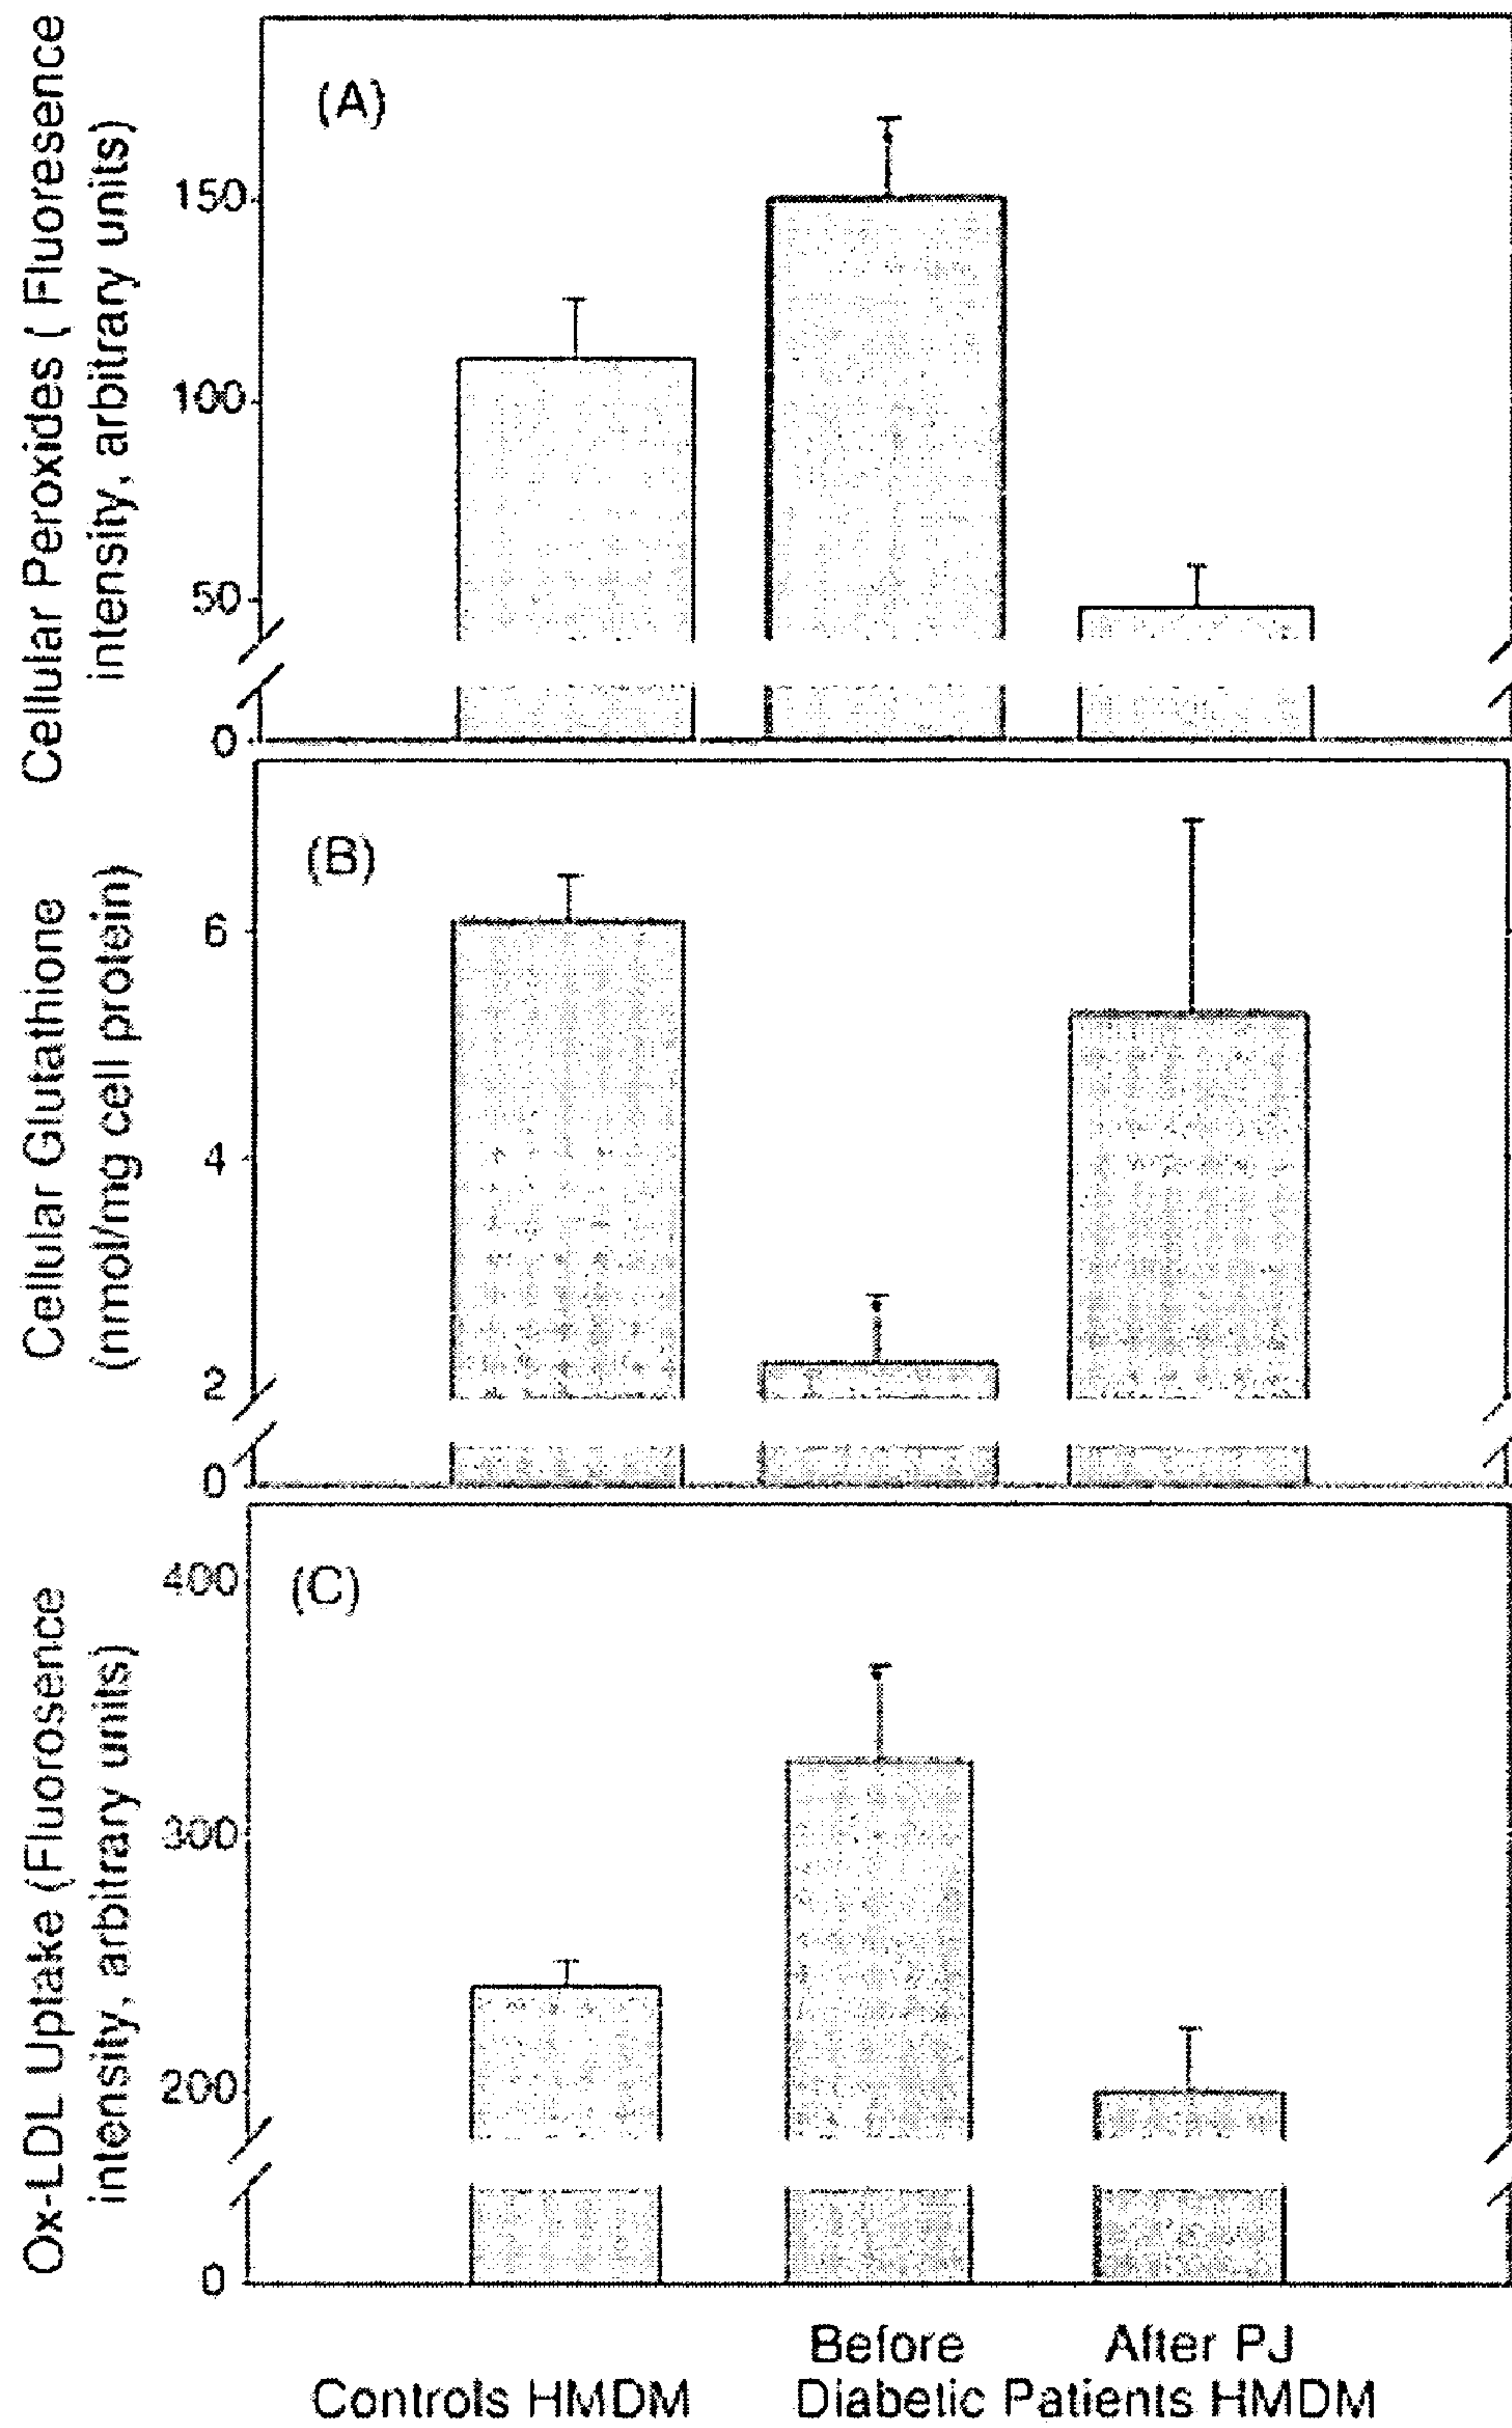 Cellular Peroxides ( Fluoresence
intensity, arbitrary units)
(A)
150
100
50
0
Cellular Glutathione
(nmol/mg cell protein)
(B)
6
4
2
0
Ox-LDL Uptake (Fluorosence
intensity, arbitrary units)
(C)
400
300
200
0
Before
After PJ
Controls HMDM
Diabetic Patients HMDM